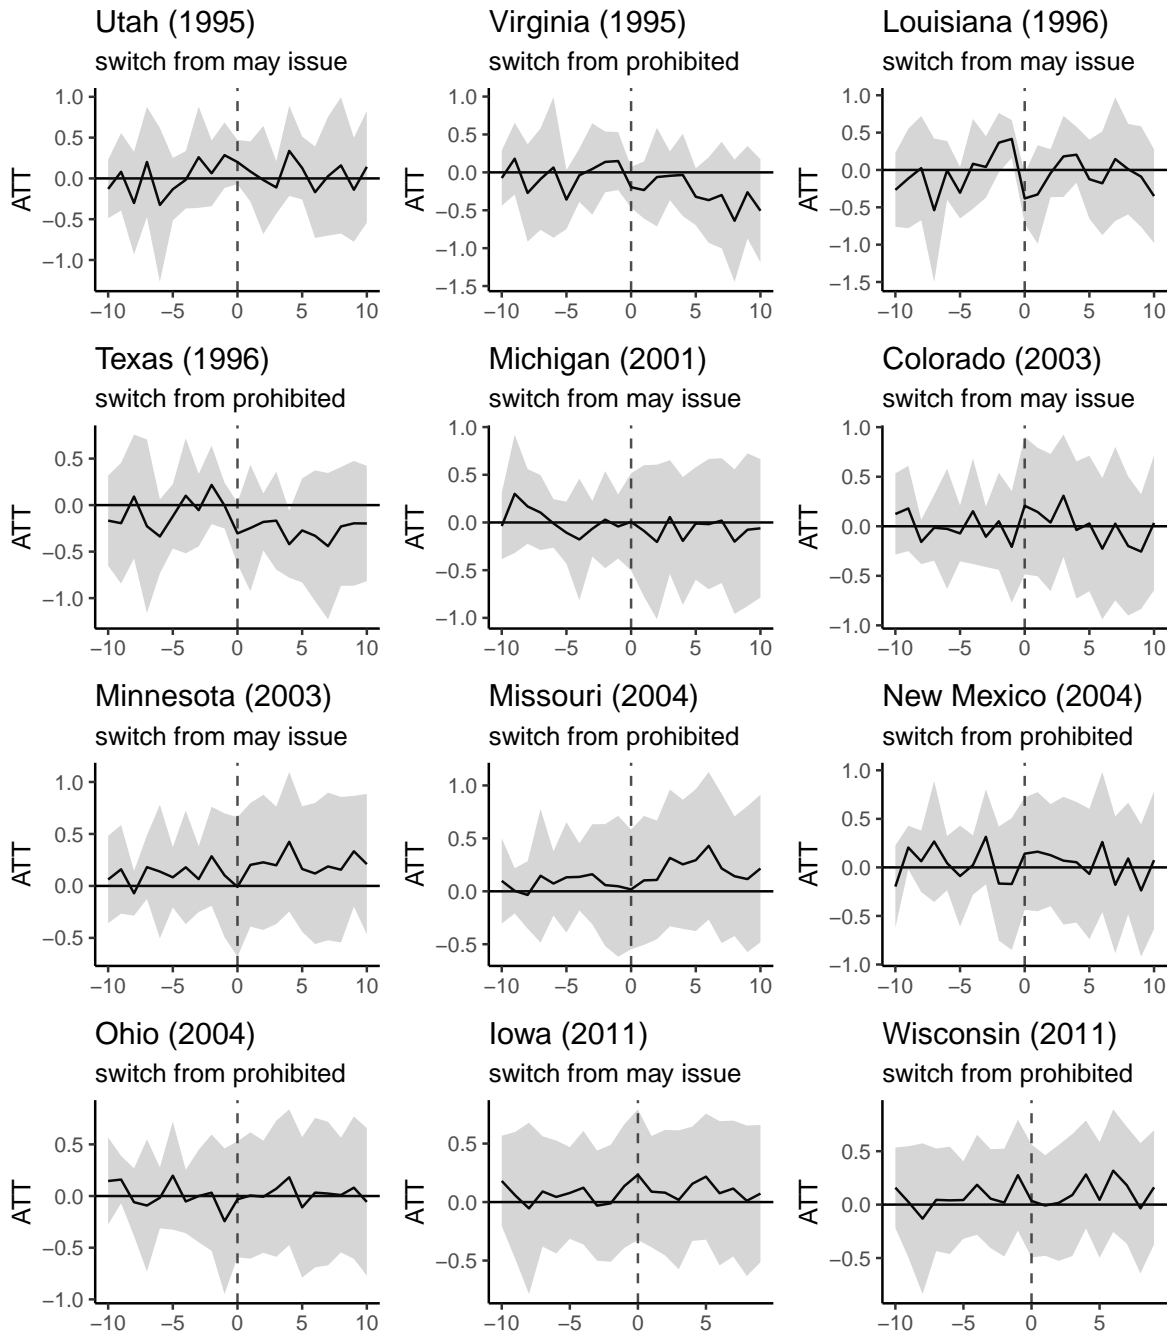 Utah (1995) Virginia (1995) Louisiana (1996)
switch from may issue switch from prohibited switch from may issue
ATT 1.0 0.5 0.0 −0.5 −1.0
ATT 1.0 0.5 0.0 −0.5 −1.0 −1.5
ATT 1.0 0.5 0.0 −0.5 −1.0 −1.5
−10 −5 0 5 10 −10 −5 0 5 10 −10 −5 0 5 10
Texas (1996) Michigan (2001) Colorado (2003)
switch from prohibited switch from may issue switch from may issue
ATT 0.5 0.0 −0.5 −1.0
ATT 1.0 0.5 0.0 −0.5 −1.0
ATT 1.0 0.5 0.0 −0.5 −1.0
−10 −5 0 5 10 −10 −5 0 5 10 −10 −5 0 5 10
Minnesota (2003) Missouri (2004) New Mexico (2004)
switch from may issue switch from prohibited switch from prohibited
ATT 1.0 0.5 0.0 −0.5
ATT 1.0 0.5 0.0 −0.5
ATT 1.0 0.5 0.0 −0.5 −1.0
−10 −5 0 5 10 −10 −5 0 5 10 −10 −5 0 5 10
Ohio (2004) Iowa (2011) Wisconsin (2011)
switch from prohibited switch from may issue switch from prohibited
ATT 0.5 0.0 −0.5 −1.0
ATT 0.5 0.0 −0.5
ATT 0.5 0.0 −0.5
−10 −5 0 5 10 −10 −5 0 5 −10 −5 0 5